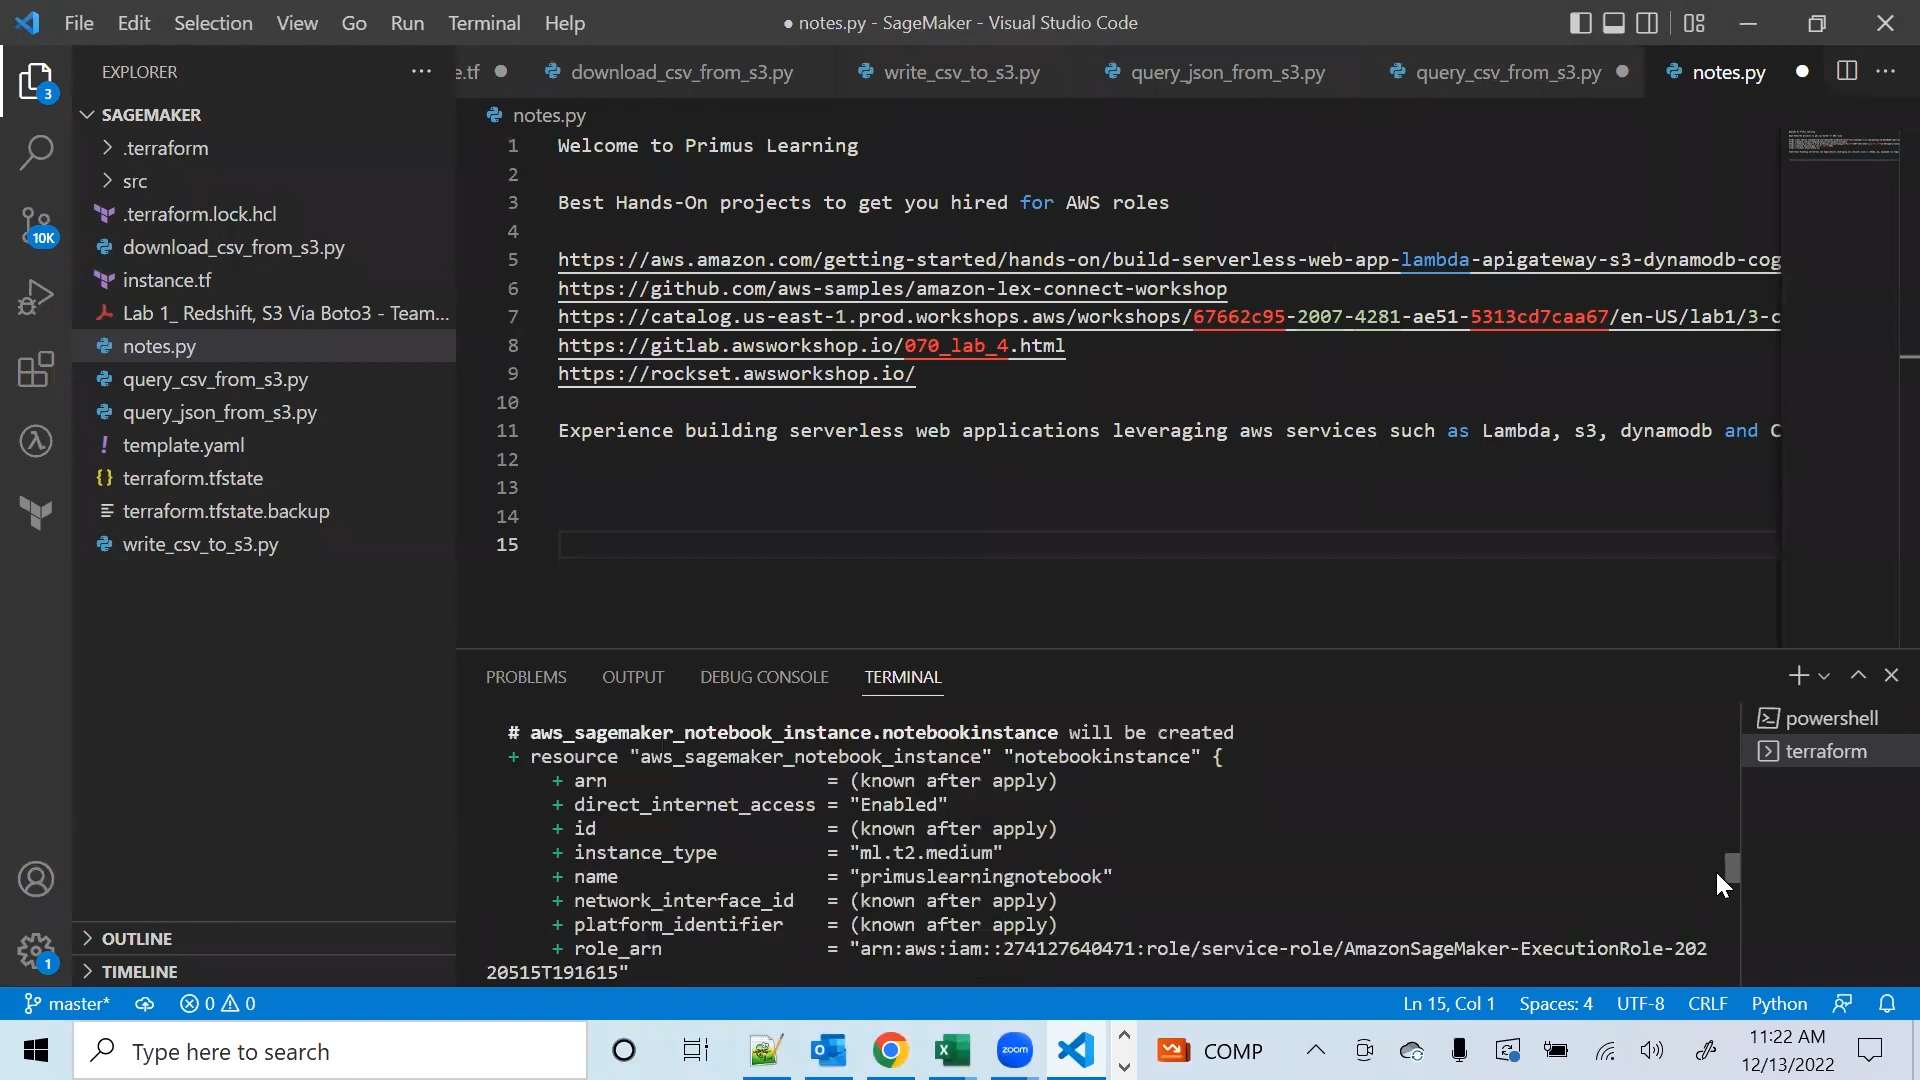 File Edit Selection View Go Run Terminal Help
● notes.py - SageMaker - Visual Studio Code
EXPLORER
SAGEMAKER
.terraform
src
.terraform.lock.hcl
download_csv_from_s3.py
instance.tf
Lab 1_ Redshift, S3 Via Boto3 - Team...
notes.py
query_csv_from_s3.py
query_json_from_s3.py
template.yaml
terraform.tfstate
terraform.tfstate.backup
write_csv_to_s3.py
OUTLINE
TIMELINE
3
10K
1
e.tf download_csv_from_s3.py write_csv_to_s3.py query_json_from_s3.py query_csv_from_s3.py notes.py
notes.py
1 Welcome to Primus Learning
2
3 Best Hands-On projects to get you hired for AWS roles
4
5 https://aws.amazon.com/getting-started/hands-on/build-serverless-web-app-lambda-apigateway-s3-dynamodb-cog
6 https://github.com/aws-samples/amazon-lex-connect-workshop
7 https://catalog.us-east-1.prod.workshops.aws/workshops/67662c95-2007-4281-ae51-5313cd7caa67/en-US/lab1/3-c
8 https://gitlab.awsworkshop.io/070_lab_4.html
9 https://rockset.awsworkshop.io/
10
11 Experience building serverless web applications leveraging aws services such as Lambda, s3, dynamodb and C
12
13
14
15
PROBLEMS OUTPUT DEBUG CONSOLE TERMINAL
# aws_sagemaker_notebook_instance.notebookinstance will be created
+ resource "aws_sagemaker_notebook_instance" "notebookinstance" {
+ arn = (known after apply)
+ direct_internet_access = "Enabled"
+ id = (known after apply)
+ instance_type = "ml.t2.medium"
+ name = "primuslearningnotebook"
+ network_interface_id = (known after apply)
+ platform_identifier = (known after apply)
+ role_arn = "arn:aws:iam::274127640471:role/service-role/AmazonSageMaker-ExecutionRole-202
20515T191615"
powershell
terraform
master* 0 0 Ln 15, Col 1 Spaces: 4 UTF-8 CRLF Python
Type here to search
zoom
COMP
11:22 AM
12/13/2022